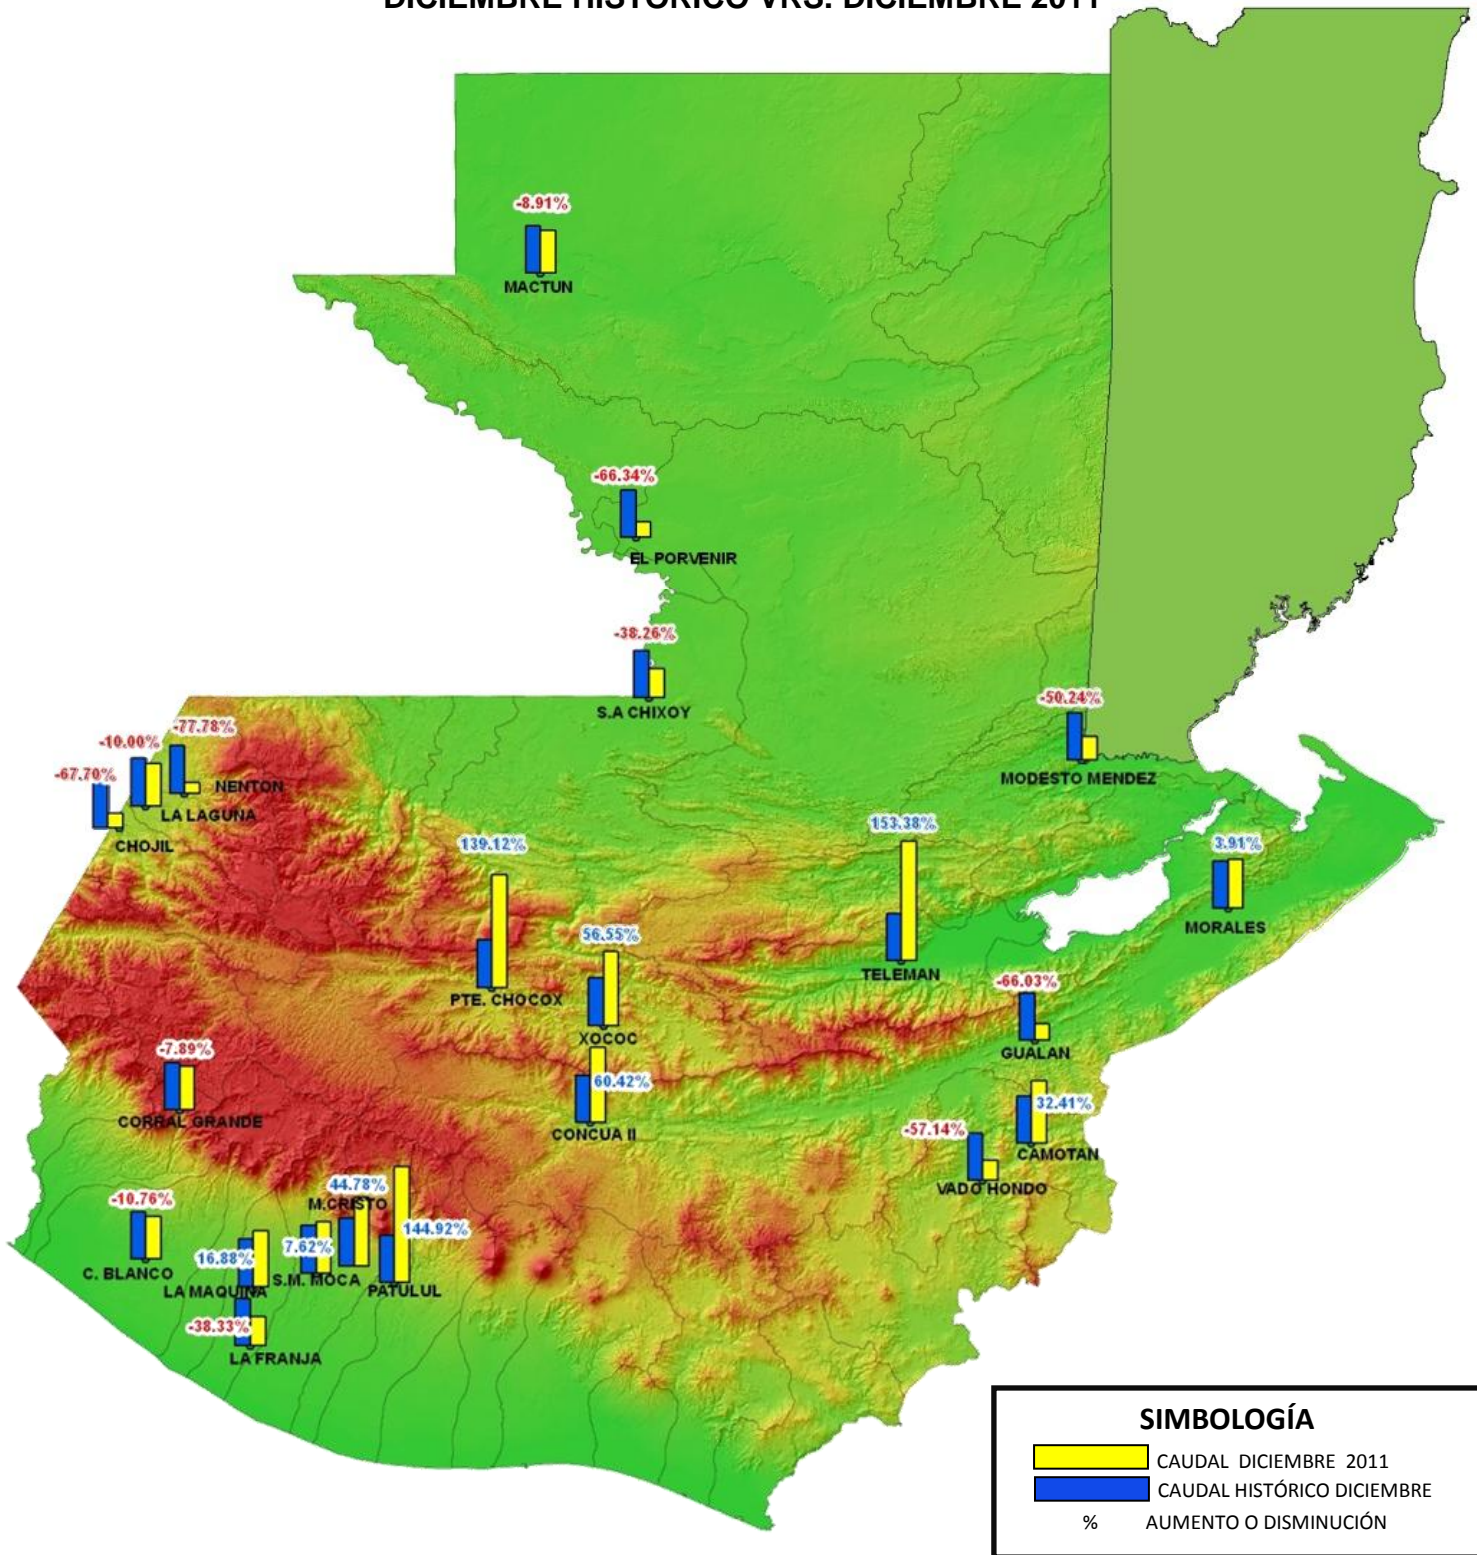 DICIEMBRE HISTÓRICO VRS. DICIEMBRE 2011
-8.91%
MACTUN
-66.34%
EL PORVENIR
-38.26%
S.A CHIXOY
-50.24%
MODESTO MENDEZ
-77.78%
NENTON
-10.00%
LA LAGUNA
-67.70%
CHOJIL
139.12%
PTE. CHOCOX
153.38%
TELEMAN
3.91%
MORALES
56.55%
XOCOC
-66.03%
GUALAN
-7.89%
CORRAL GRANDE
60.42%
CONCUA II
32.41%
CAMOTAN
-57.14%
VADO HONDO
-10.76%
C. BLANCO
16.88%
LA MAQUINA
7.62%
S.M. MOCA
44.78%
M.CRISTO
144.92%
PATULUL
-38.33%
LA FRANJA
SIMBOLOGÍA
CAUDAL DICIEMBRE 2011
CAUDAL HISTÓRICO DICIEMBRE
% AUMENTO O DISMINUCIÓN